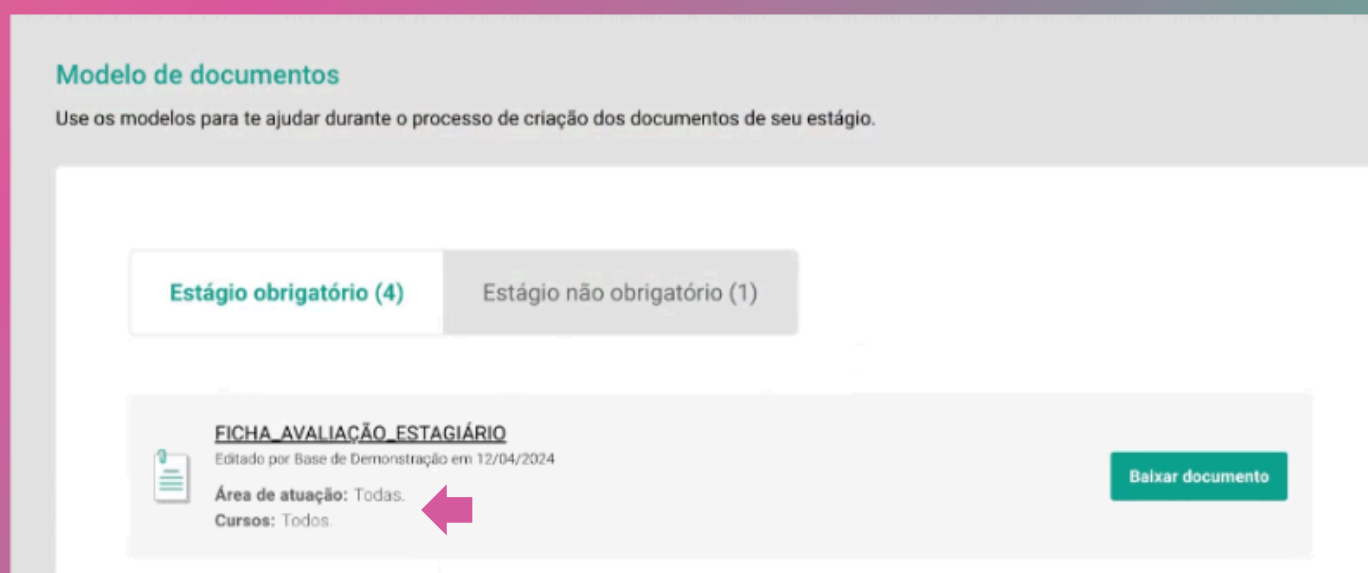 Modelo de documentos
Use os modelos para te ajudar durante o processo de criação dos documentos de seu estágio.
Estágio obrigatório (4)
Estágio não obrigatório (1)
FICHA_AVALIAÇÃO_ESTAGIÁRIO
Editado por Base de Demonstração em 12/04/2024
Área de atuação: Todas.
Cursos: Todos.
Baixar documento